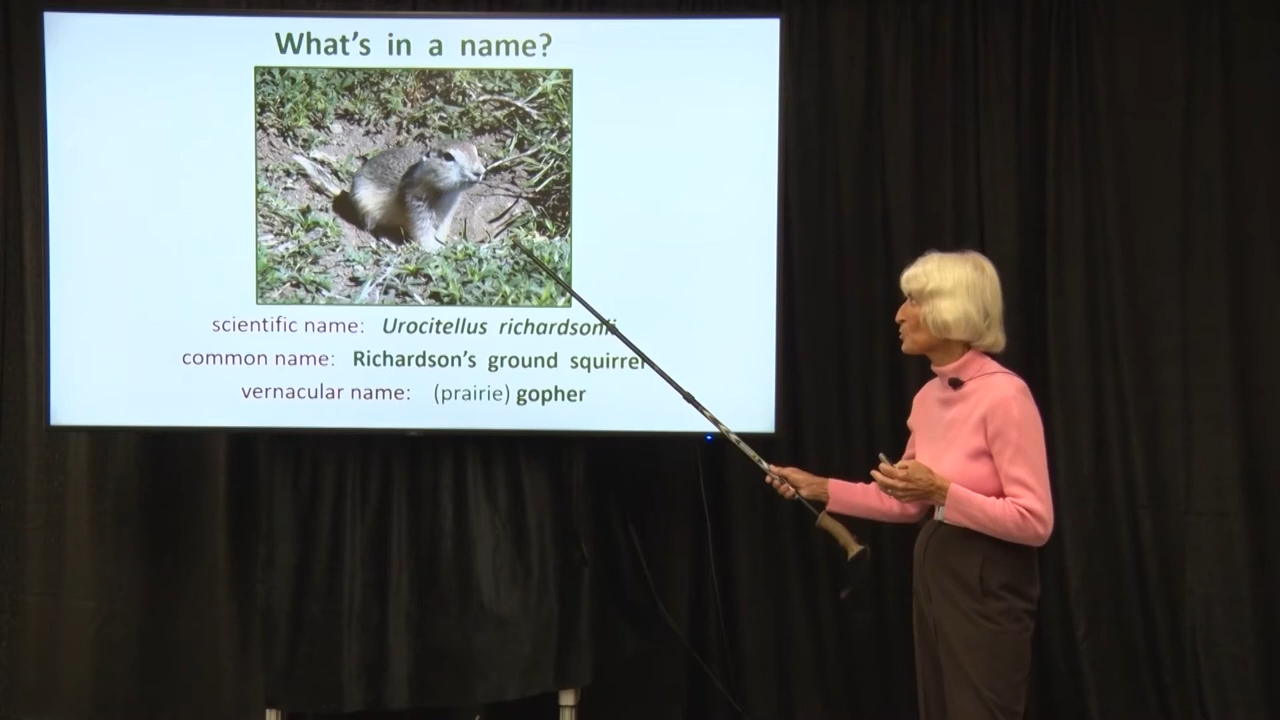 What's in a name?
scientific name: Urocitellus richardsonii
common name: Richardson's ground squirrel
vernacular name: (prairie) gopher